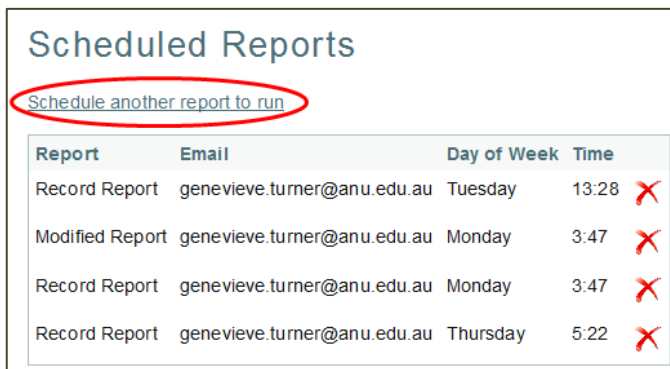 Scheduled Reports
Schedule another report to run
Report Email Day of Week Time
Record Report genevieve.turner@anu.edu.au Tuesday 13:28
Modified Report genevieve.turner@anu.edu.au Monday 3:47
Record Report genevieve.turner@anu.edu.au Monday 3:47
Record Report genevieve.turner@anu.edu.au Thursday 5:22